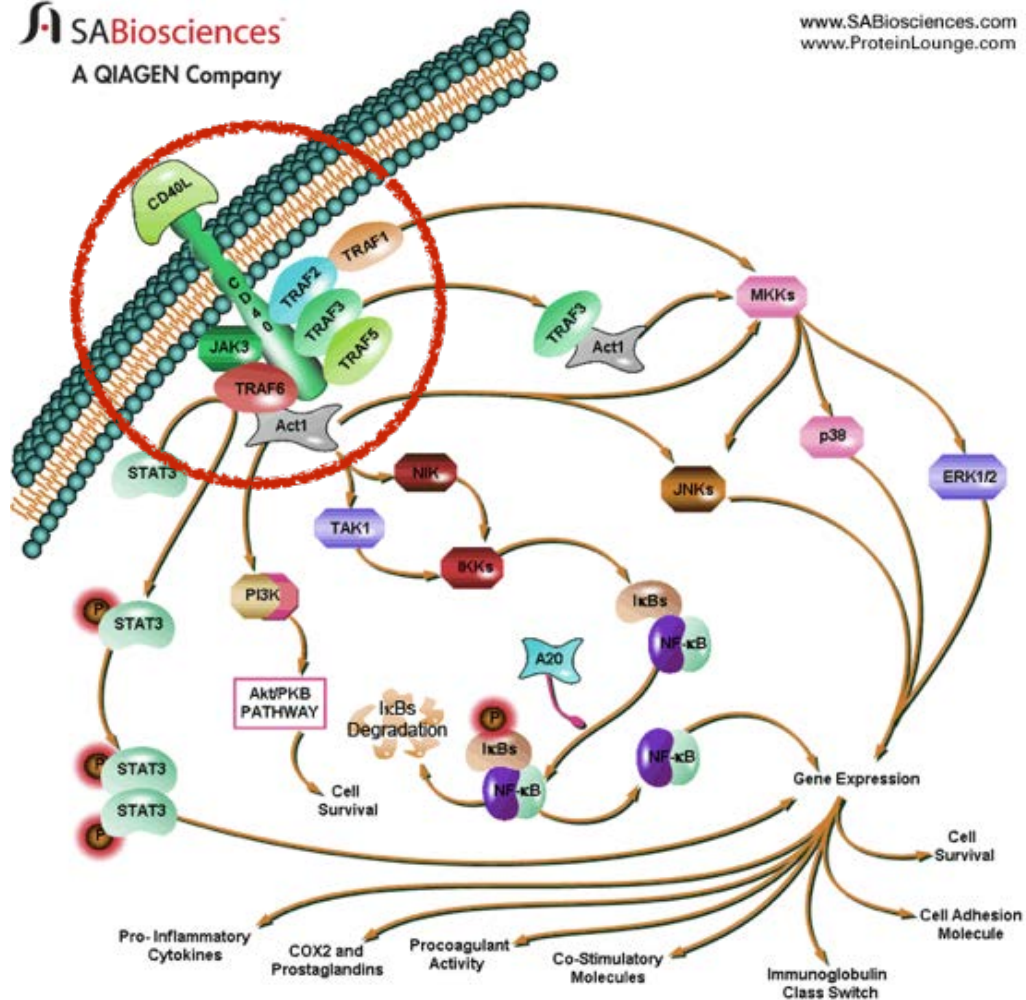 SABiosciences
A QIAGEN Company
www.SABiosciences.com
www.ProteinLounge.com
CD40L
CD40
TRAF1
TRAF2
TRAF3
TRAF5
JAK3
TRAF6
Act1
TRAF3
Act1
MKKs
STAT3
NIK
TAK1
IKKs
JNKs
p38
ERK1/2
P
STAT3
PI3K
IκBs
NF-κB
A20
Akt/PKB
PATHWAY
IκBs
Degradation
P
IκBs
NF-κB
NF-κB
P
STAT3
STAT3
P
Cell
Survival
Gene Expression
Cell
Survival
Cell Adhesion
Molecule
Pro-Inflammatory
Cytokines
COX2 and
Prostaglandins
Procoagulant
Activity
Co-Stimulatory
Molecules
Immunoglobulin
Class Switch